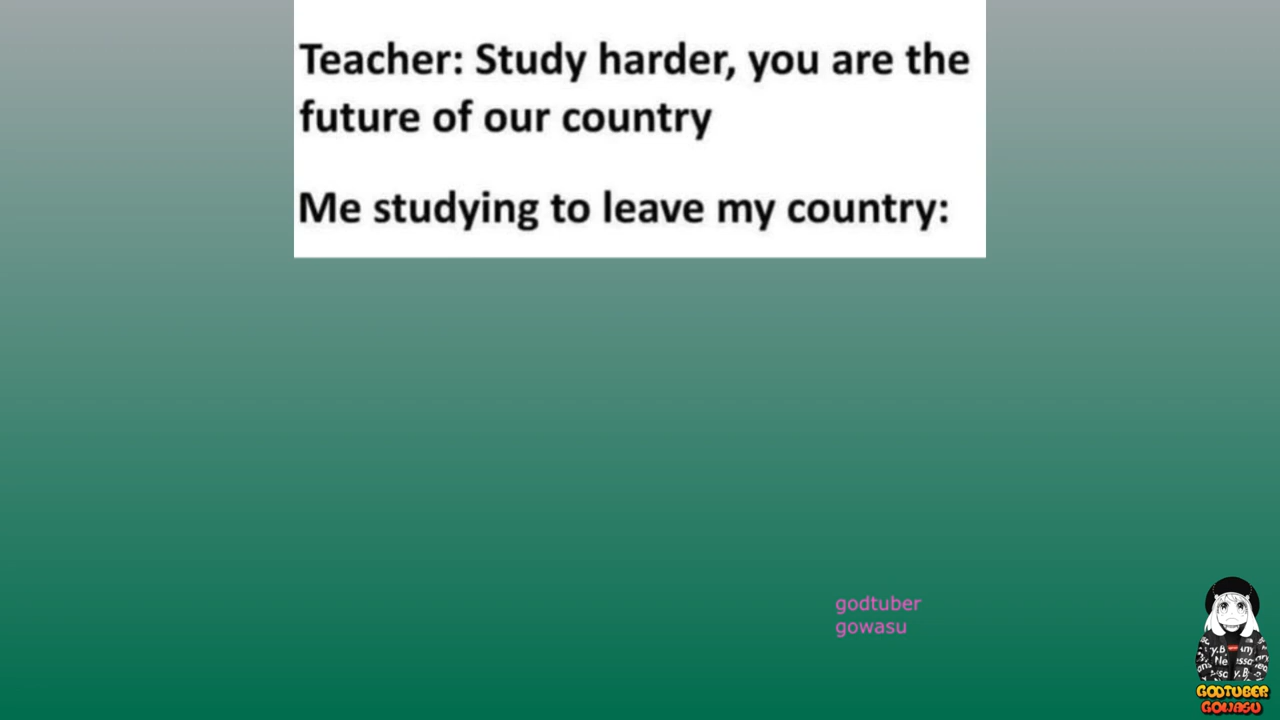 Teacher: Study harder, you are the
future of our country
Me studying to leave my country:
godtuber
gowasu
GODTUBER
GOWASU